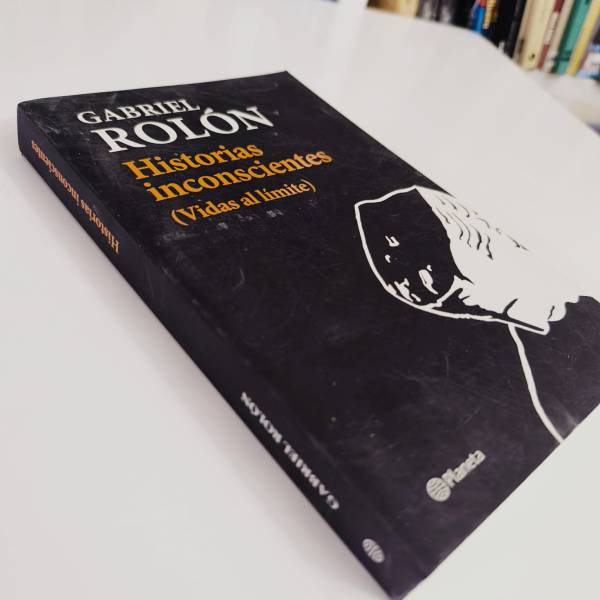 GABRIEL
ROLÓN
Historias
inconscientes
(Vidas al límite)
Planeta
Historias inconscientes
GABRIEL ROLÓN